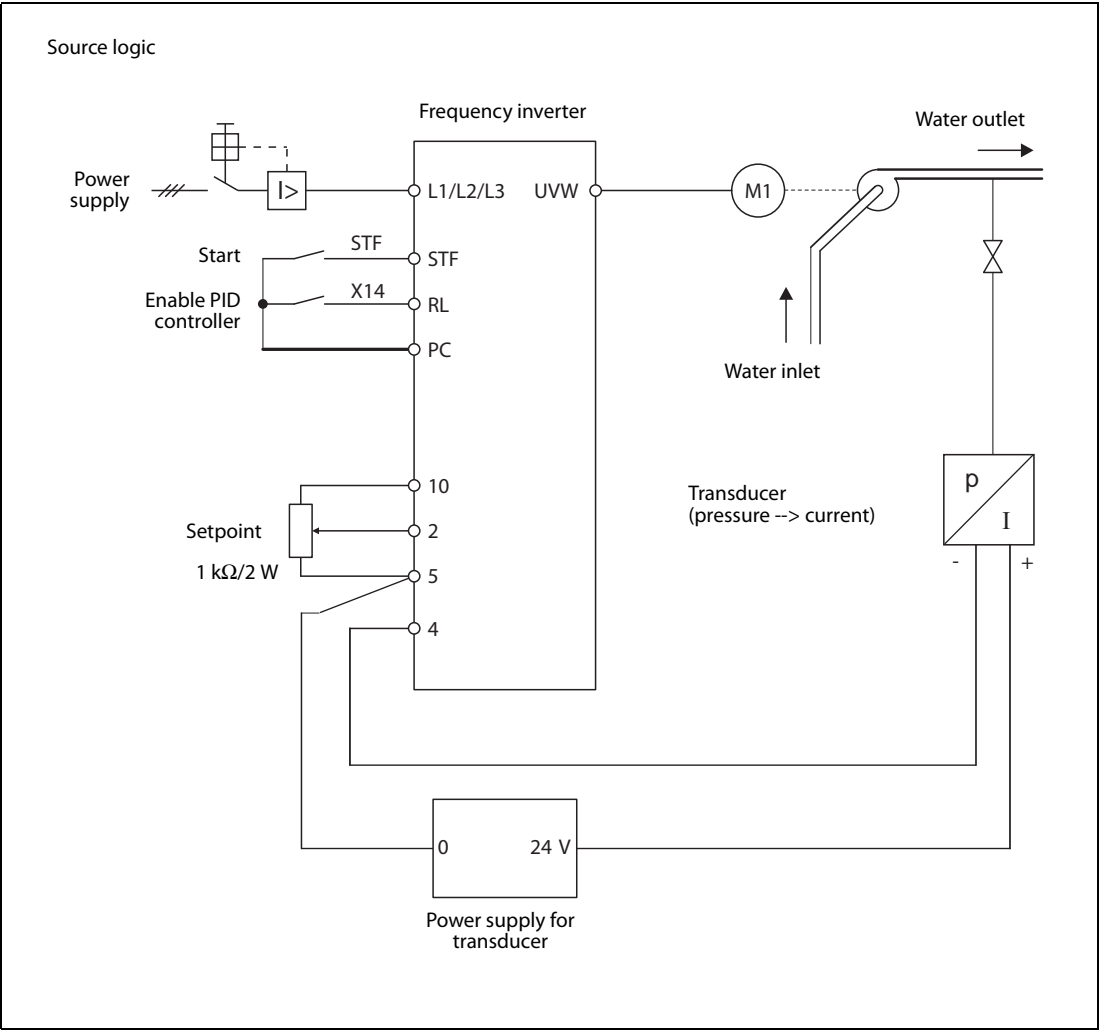 Source logic
Frequency inverter
Water outlet
Power
supply
I>
L1/L2/L3
UVW
M1
Start
STF
STF
Enable PID
controller
X14
RL
PC
Water inlet
10
Setpoint
2
1 kΩ/2 W
5
4
Transducer
(pressure --> current)
p
I
-
+
0
24 V
Power supply for
transducer